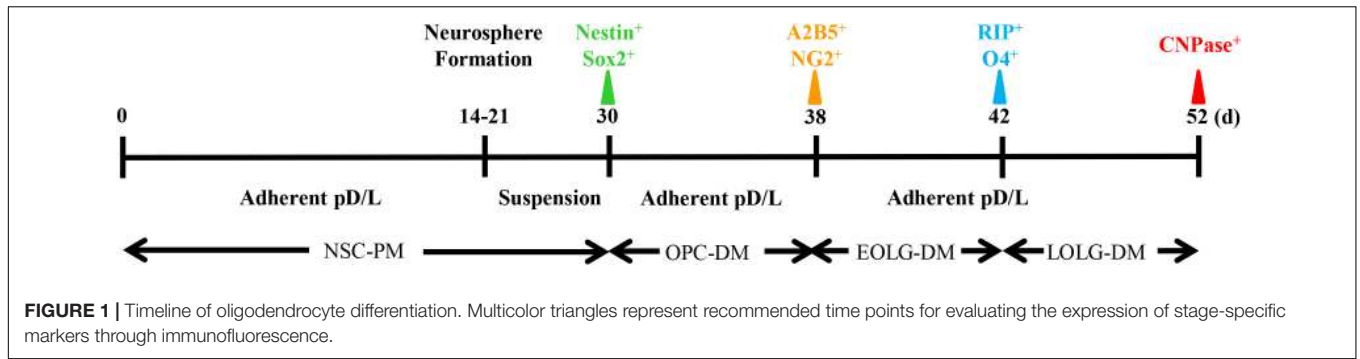 Neurosphere Nestin⁺ A2B5⁺ RIP⁺ CNPase⁺
Formation Sox2⁺ NG2⁺ O4⁺
0 14-21 30 38 42 52 (d)
Adherent pD/L Suspension Adherent pD/L Adherent pD/L
NSC-PM OPC-DM EOLG-DM LOLG-DM
FIGURE 1 | Timeline of oligodendrocyte differentiation. Multicolor triangles represent recommended time points for evaluating the expression of stage-specific
markers through immunofluorescence.